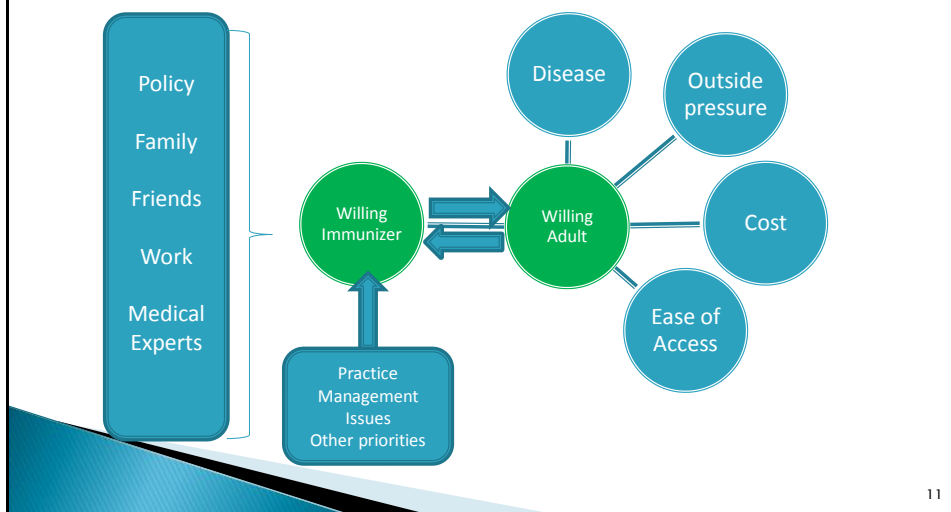 Policy
Family
Friends
Work
Medical
Experts
Willing
Immunizer
Practice
Management
Issues
Other priorities
Willing
Adult
Disease
Outside
pressure
Cost
Ease of
Access
11